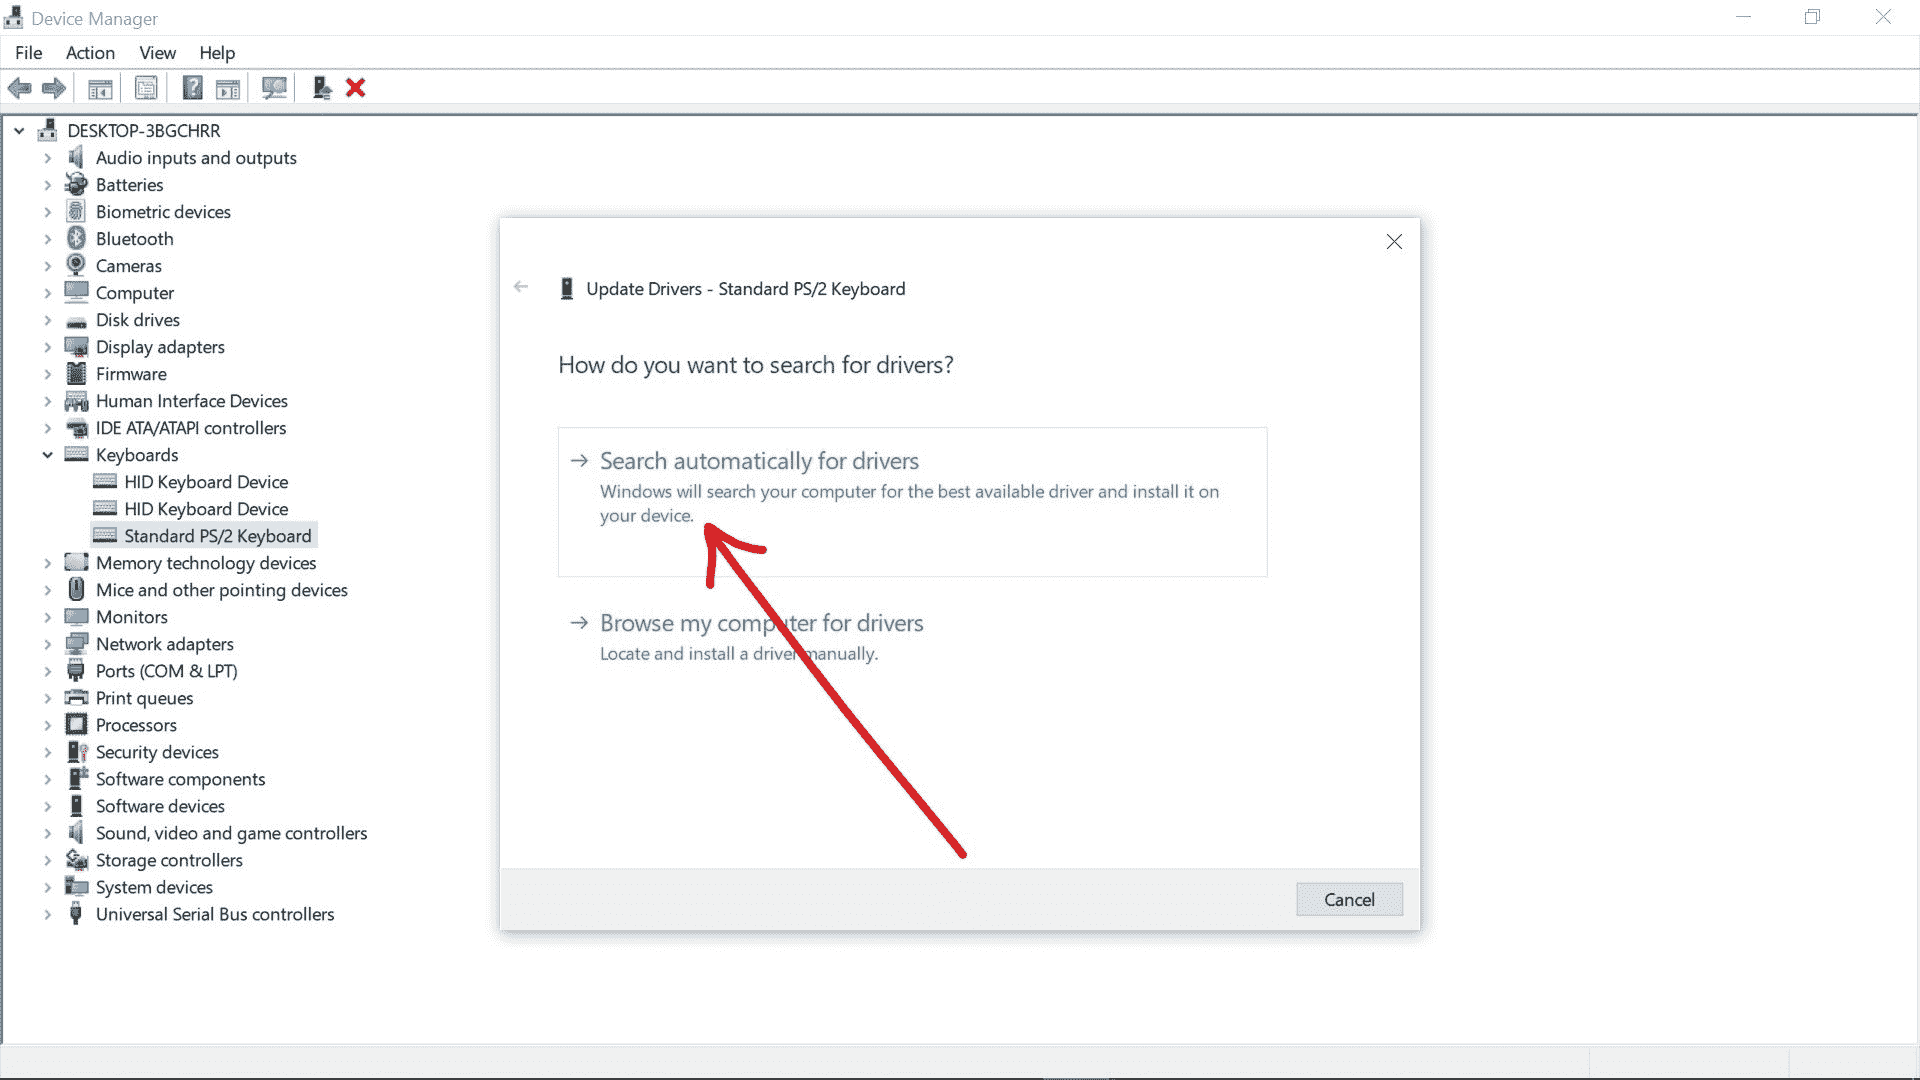 Device Manager
File Action View Help
DESKTOP-3BGCHRR
Audio inputs and outputs
Batteries
Biometric devices
Bluetooth
Cameras
Computer
Disk drives
Display adapters
Firmware
Human Interface Devices
IDE ATA/ATAPI controllers
Keyboards
HID Keyboard Device
HID Keyboard Device
Standard PS/2 Keyboard
Memory technology devices
Mice and other pointing devices
Monitors
Network adapters
Ports (COM & LPT)
Print queues
Processors
Security devices
Software components
Software devices
Sound, video and game controllers
Storage controllers
System devices
Universal Serial Bus controllers
Update Drivers - Standard PS/2 Keyboard
How do you want to search for drivers?
Search automatically for drivers
Windows will search your computer for the best available driver and install it on
your device.
Browse my computer for drivers
Locate and install a driver manually.
Cancel